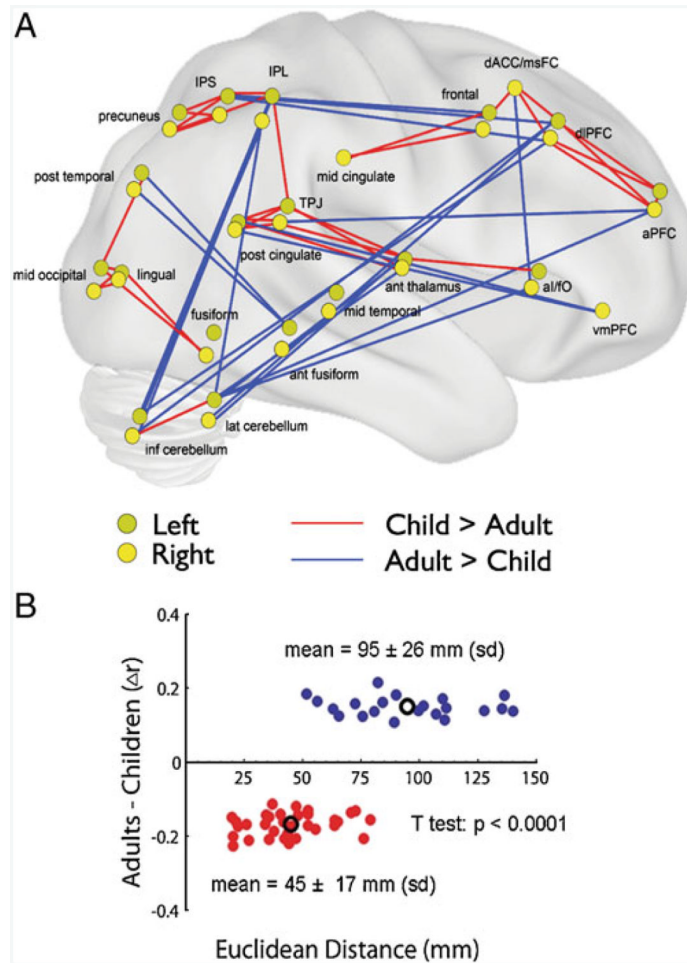 A
dACC/msFC
IPS
IPL
frontal
precuneus
dlPFC
mid cingulate
post temporal
TPJ
aPFC
post cingulate
mid occipital
lingual
ant thalamus
aI/fO
fusiform
mid temporal
vmPFC
ant fusiform
lat cerebellum
inf cerebellum
Left
Child > Adult
Right
Adult > Child
B
0.4
mean = 95 ± 26 mm (sd)
0.2
0
25 50 75 100 125 150
T test: p < 0.0001
-0.2
mean = 45 ± 17 mm (sd)
-0.4
Adults - Children (Δr)
Euclidean Distance (mm)